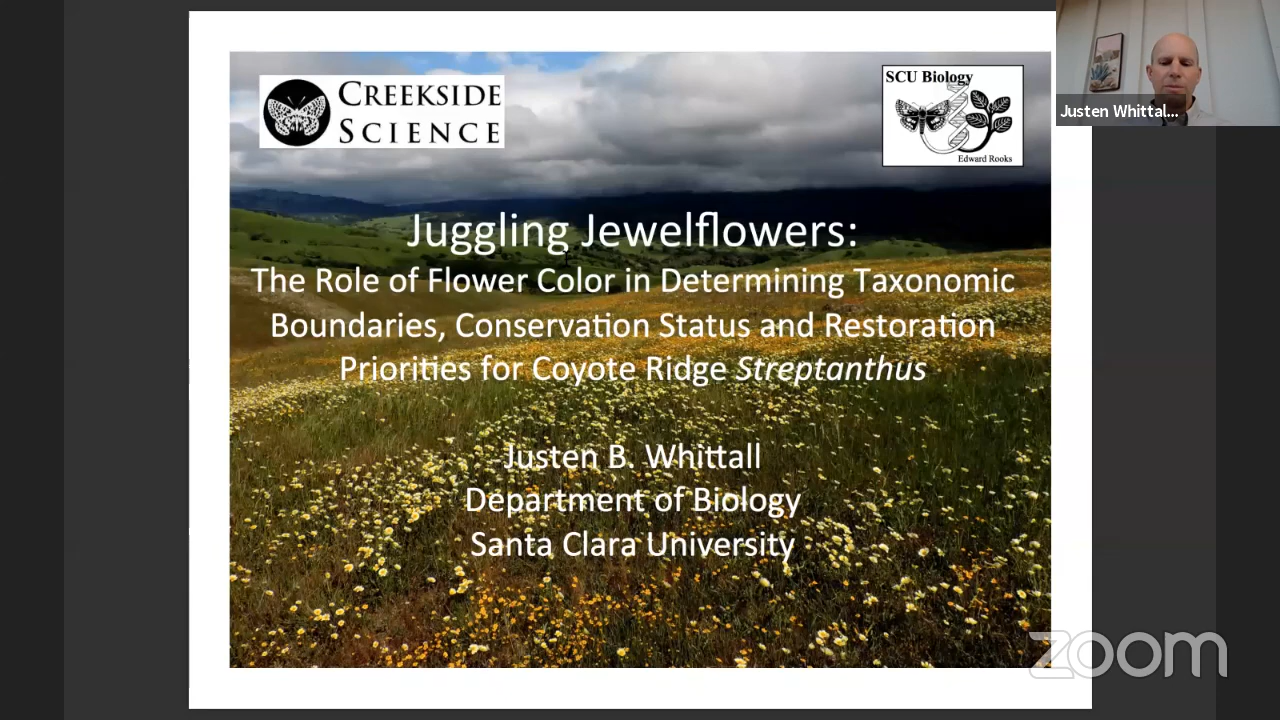 CREEKSIDE
SCIENCE
SCU Biology
Edward Rooks
Justen Whittal...
Juggling Jewelflowers:
The Role of Flower Color in Determining Taxonomic
Boundaries, Conservation Status and Restoration
Priorities for Coyote Ridge Streptanthus
Justen B. Whittall
Department of Biology
Santa Clara University
zoom